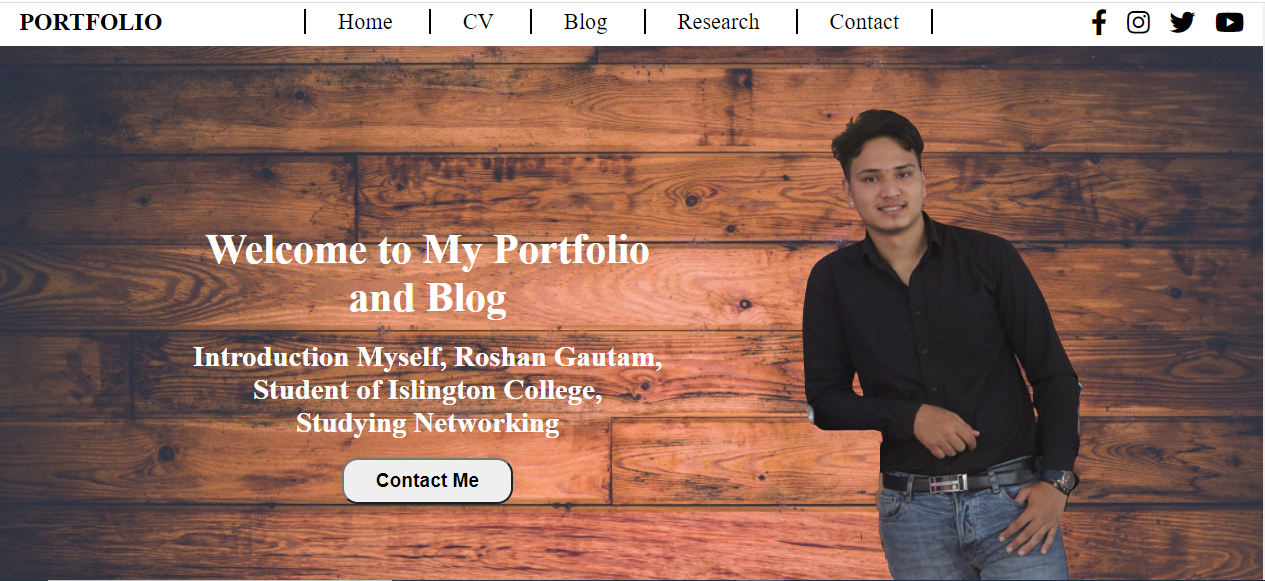 PORTFOLIO
Home
CV
Blog
Research
Contact
Welcome to My Portfolio
and Blog
Introduction Myself, Roshan Gautam,
Student of Islington College,
Studying Networking
Contact Me